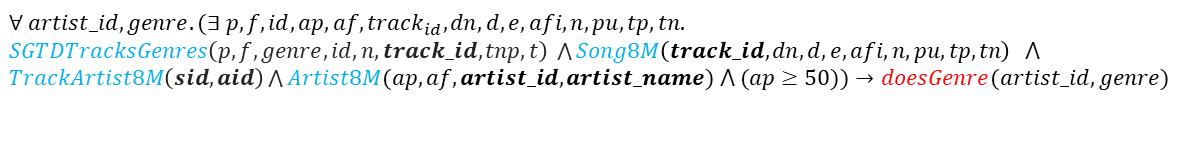 ∀ artist_id,genre.(∃ p,f,id,ap,af,track_id,dn,d,e,afi,n,pu,tp,tn.
SGTDTracksGenres(p,f,genre,id,n,track_id,tnp,t) ∧Song8M(track_id,dn,d,e,afi,n,pu,tp,tn) ∧
TrackArtist8M(sid,aid)∧Artist8M(ap,af,artist_id,artist_name)∧(ap ≥ 50)) → doesGenre(artist_id,genre)